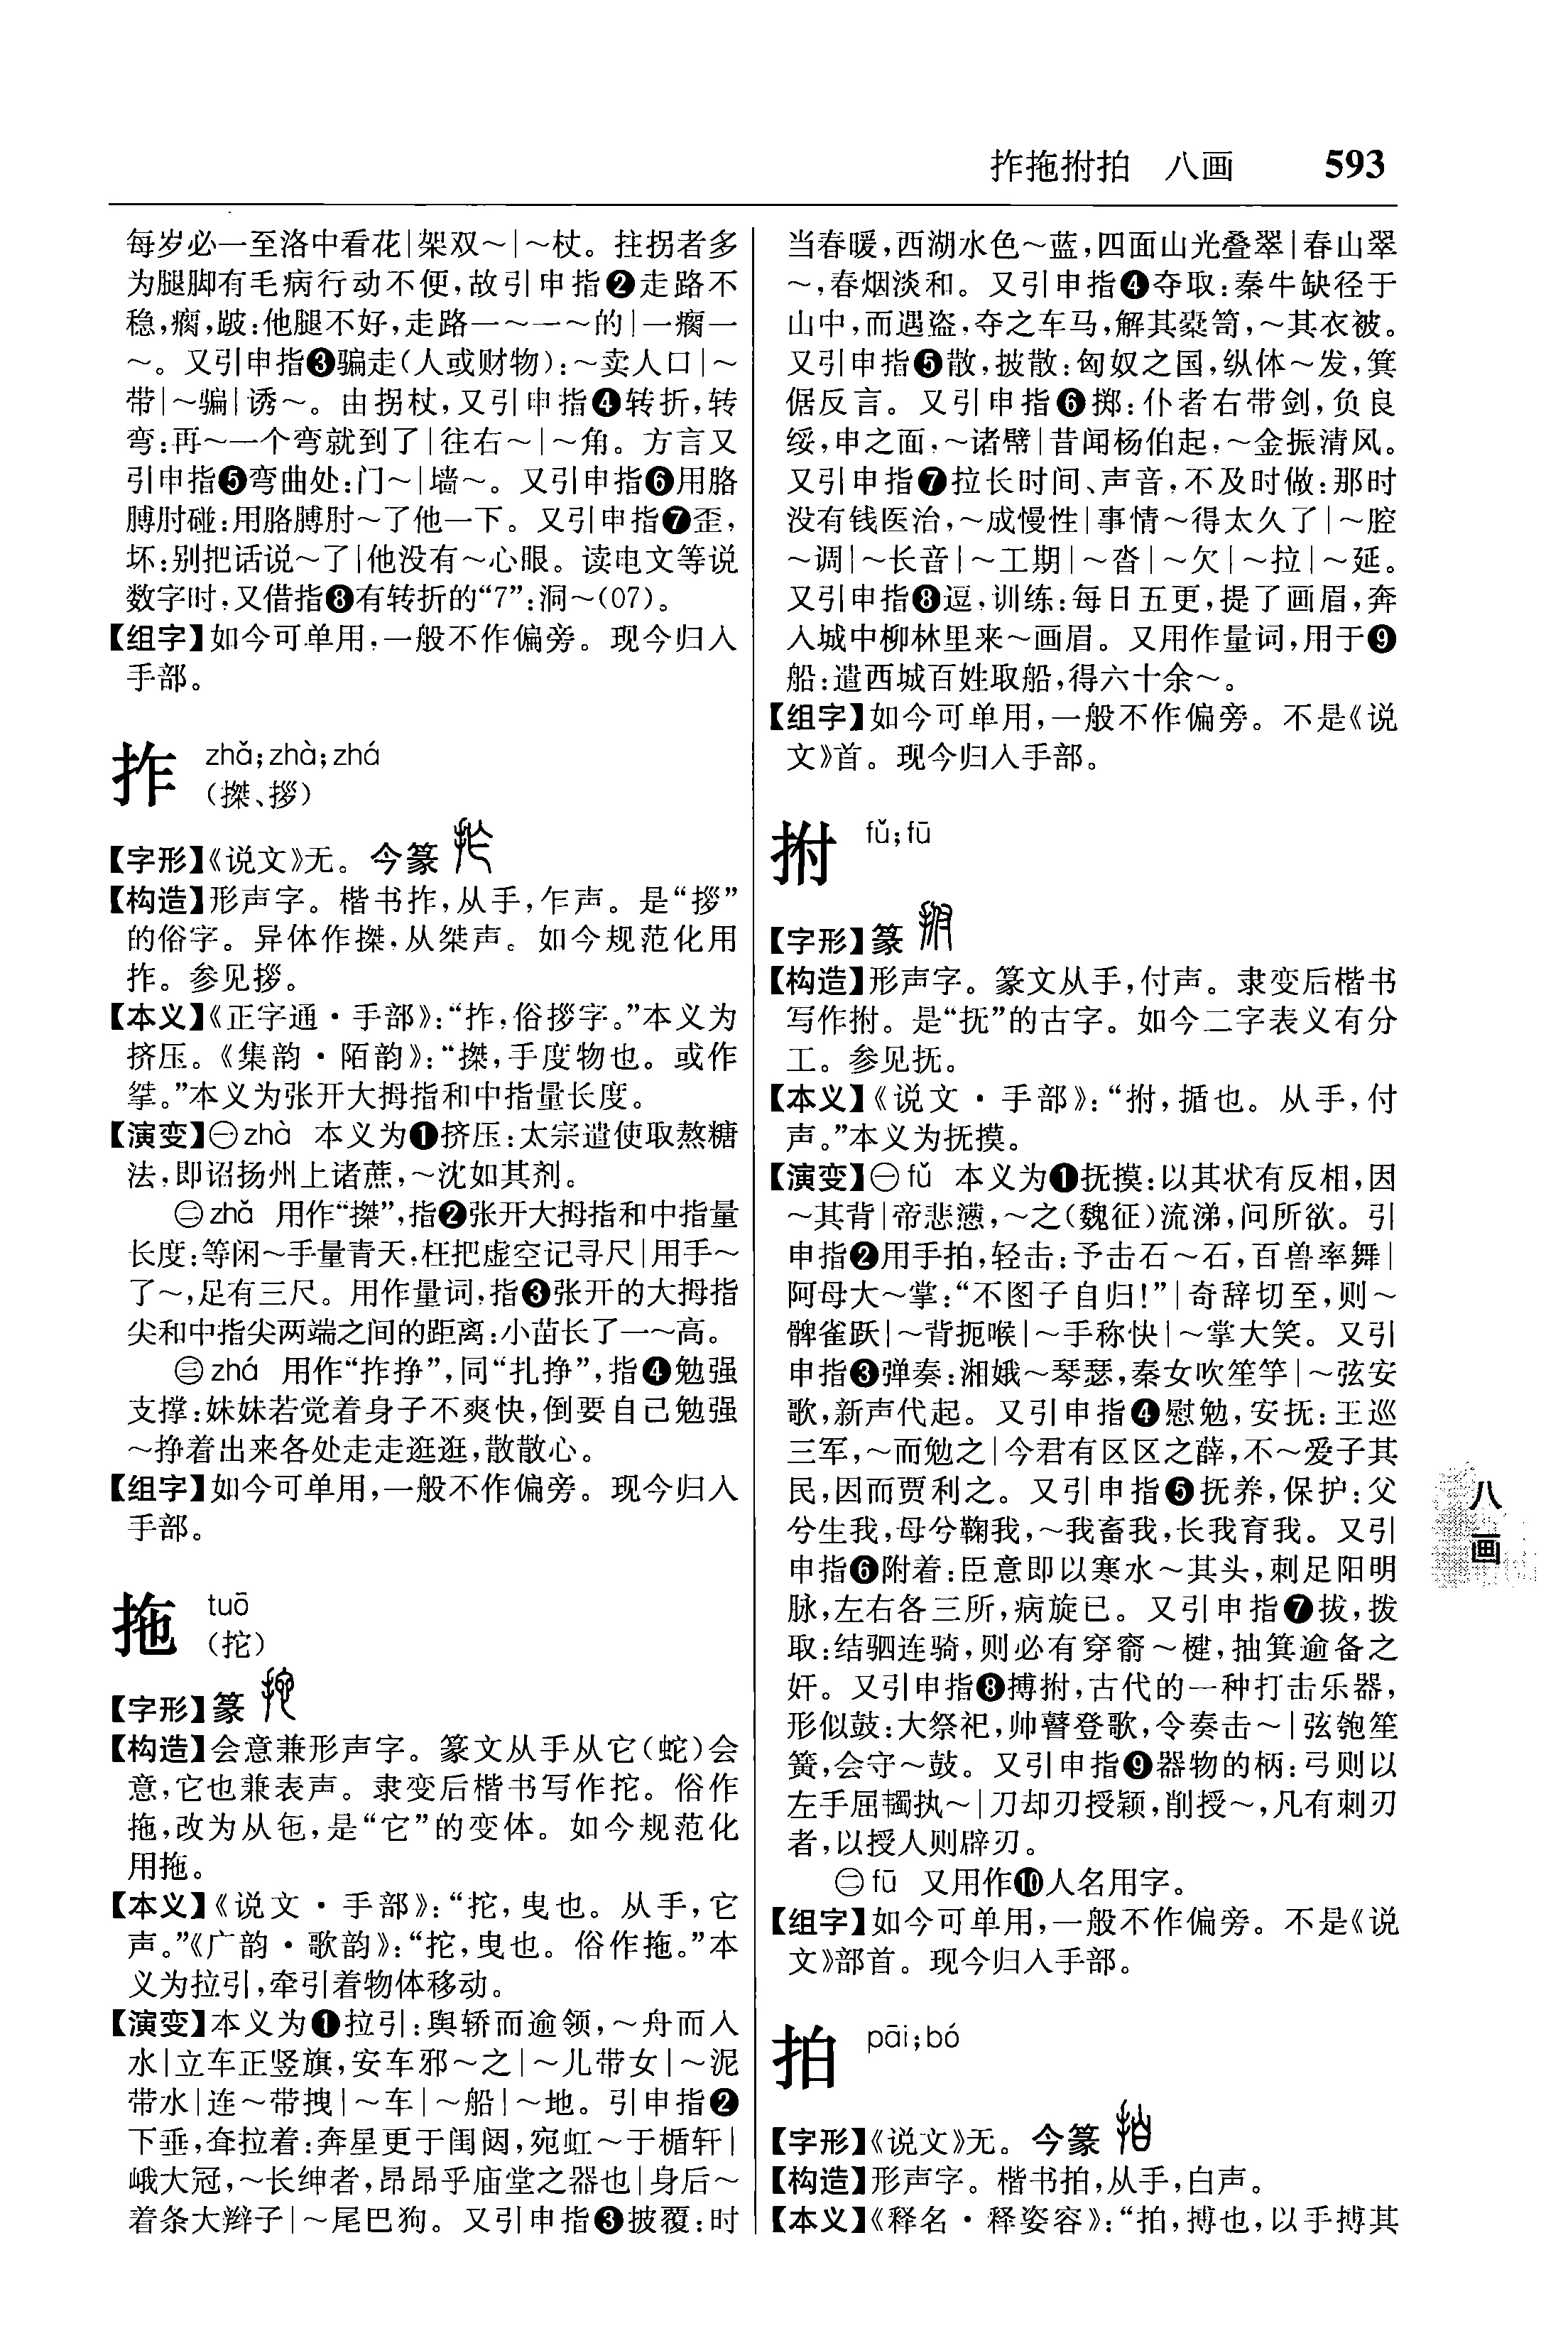 拃拖拊拍　八画　593
每岁必一至洛中看花|架双～|～杖。拄拐者多
为腿脚有毛病行动不便,故引申指❷走路不
稳,瘸,跛:他腿不好,走路一～一～的|一瘸一
～。又引申指❸骗走(人或财物):～卖人口|～
带|～骗|诱～。由拐杖,又引申指❹转折,转
弯:再～一个弯就到了|往右～|～角。方言又
引申指❺弯曲处:门～|墙～。又引申指❻用胳
膊肘碰:用胳膊肘～了他一下。又引申指❼歪,
坏:别把话说～了|他没有～心眼。读电文等说
数字时,又借指❽有转折的“7”:洞～(07)。
【组字】如今可单用,一般不作偏旁。现今归入
手部。
拃 zhǎ;zhà;zhá
(搩、拶)
【字形】《说文》无。今篆
【构造】形声字。楷书拃,从手,乍声。是“拶”
的俗字。异体作搩,从桀声。如今规范化用
拃。参见拶。
【本义】《正字通·手部》:“拃,俗拶字。”本义为
挤压。《集韵·陌韵》:“搩,手度物也。或作
㧳。”本义为张开大拇指和中指量长度。
【演变】㊀zhà 本义为❶挤压:太宗遣使取熬糖
法,即诏扬州上诸蔗,～沈如其剂。
㊁zhǎ 用作“搩”,指❷张开大拇指和中指量
长度:等闲～手量青天,枉把虚空记寻尺|用手～
了～,足有三尺。用作量词,指❸张开的大拇指
尖和中指尖两端之间的距离:小苗长了一～高。
㊂zhá 用作“拃挣”,同“扎挣”,指❹勉强
支撑:妹妹若觉着身子不爽快,倒要自己勉强
～挣着出来各处走走逛逛,散散心。
【组字】如今可单用,一般不作偏旁。现今归入
手部。
拖 tuō
(拕)
【字形】篆
【构造】会意兼形声字。篆文从手从它(蛇)会
意,它也兼表声。隶变后楷书写作拕。俗作
拖,改为从㐌,是“它”的变体。如今规范化
用拖。
【本义】《说文·手部》:“拕,曳也。从手,它
声。”《广韵·歌韵》:“拕,曳也。俗作拖。”本
义为拉引,牵引着物体移动。
【演变】本义为❶拉引:舆轿而逾领,～舟而入
水|立车正竖旗,安车邪～之|～儿带女|～泥
带水|连～带拽|～车|～船|～地。引申指❷
下垂,耷拉着:奔星更于闺闼,宛虹～于楯轩|
峨大冠,～长绅者,昂昂乎庙堂之器也|身后～
着条大辫子|～尾巴狗。又引申指❸披覆:时
当春暖,西湖水色～蓝,四面山光叠翠|春山翠
～,春烟淡和。又引申指❹夺取:秦牛缺径于
山中,而遇盗,夺之车马,解其橐笥,～其衣被。
又引申指❺散,披散:匈奴之国,纵体～发,箕
倨反言。又引申指❻掷:仆者右带剑,负良
绥,申之面,～诸幦|昔闻杨伯起,～金振清风。
又引申指❼拉长时间、声音,不及时做:那时
没有钱医治,～成慢性|事情～得太久了|～腔
～调|～长音|～工期|～沓|～欠|～拉|～延。
又引申指❽逗,训练:每日五更,提了画眉,奔
入城中柳林里来～画眉。又用作量词,用于❾
船:遣西城百姓取船,得六十余～。
【组字】如今可单用,一般不作偏旁。不是《说
文》首。现今归入手部。
拊 fǔ;fū
【字形】篆
【构造】形声字。篆文从手,付声。隶变后楷书
写作拊。是“抚”的古字。如今二字表义有分
工。参见抚。
【本义】《说文·手部》:“拊,揗也。从手,付
声。”本义为抚摸。
【演变】㊀fǔ 本义为❶抚摸:以其状有反相,因
～其背|帝悲懑,～之(魏征)流涕,问所欲。引
申指❷用手拍,轻击:予击石～石,百兽率舞|
阿母大～掌:“不图子自归!”|奇辞切至,则～
髀雀跃|～背扼喉|～手称快|～掌大笑。又引
申指❸弹奏:湘娥～琴瑟,秦女吹笙竽|～弦安
歌,新声代起。又引申指❹慰勉,安抚:王巡
三军,～而勉之|今君有区区之薛,不～爱子其
民,因而贾利之。又引申指❺抚养,保护:父
兮生我,母兮鞠我,～我畜我,长我育我。又引
申指❻附着:臣意即以寒水～其头,刺足阳明
脉,左右各三所,病旋已。又引申指❼拔,拨
取:结驷连骑,则必有穿窬～楗,抽箕逾备之
奸。又引申指❽搏拊,古代的一种打击乐器,
形似鼓:大祭祀,帅瞽登歌,令奏击～|弦匏笙
簧,会守～鼓。又引申指❾器物的柄:弓则以
左手屈韣执～|刀却刃授颖,削授～,凡有刺刃
者,以授人则辟刃。
㊁fū 又用作❿人名用字。
【组字】如今可单用,一般不作偏旁。不是《说
文》部首。现今归入手部。
拍 pāi;bó
【字形】《说文》无。今篆
【构造】形声字。楷书拍,从手,白声。
【本义】《释名·释姿容》:“拍,搏也,以手搏其
八
画